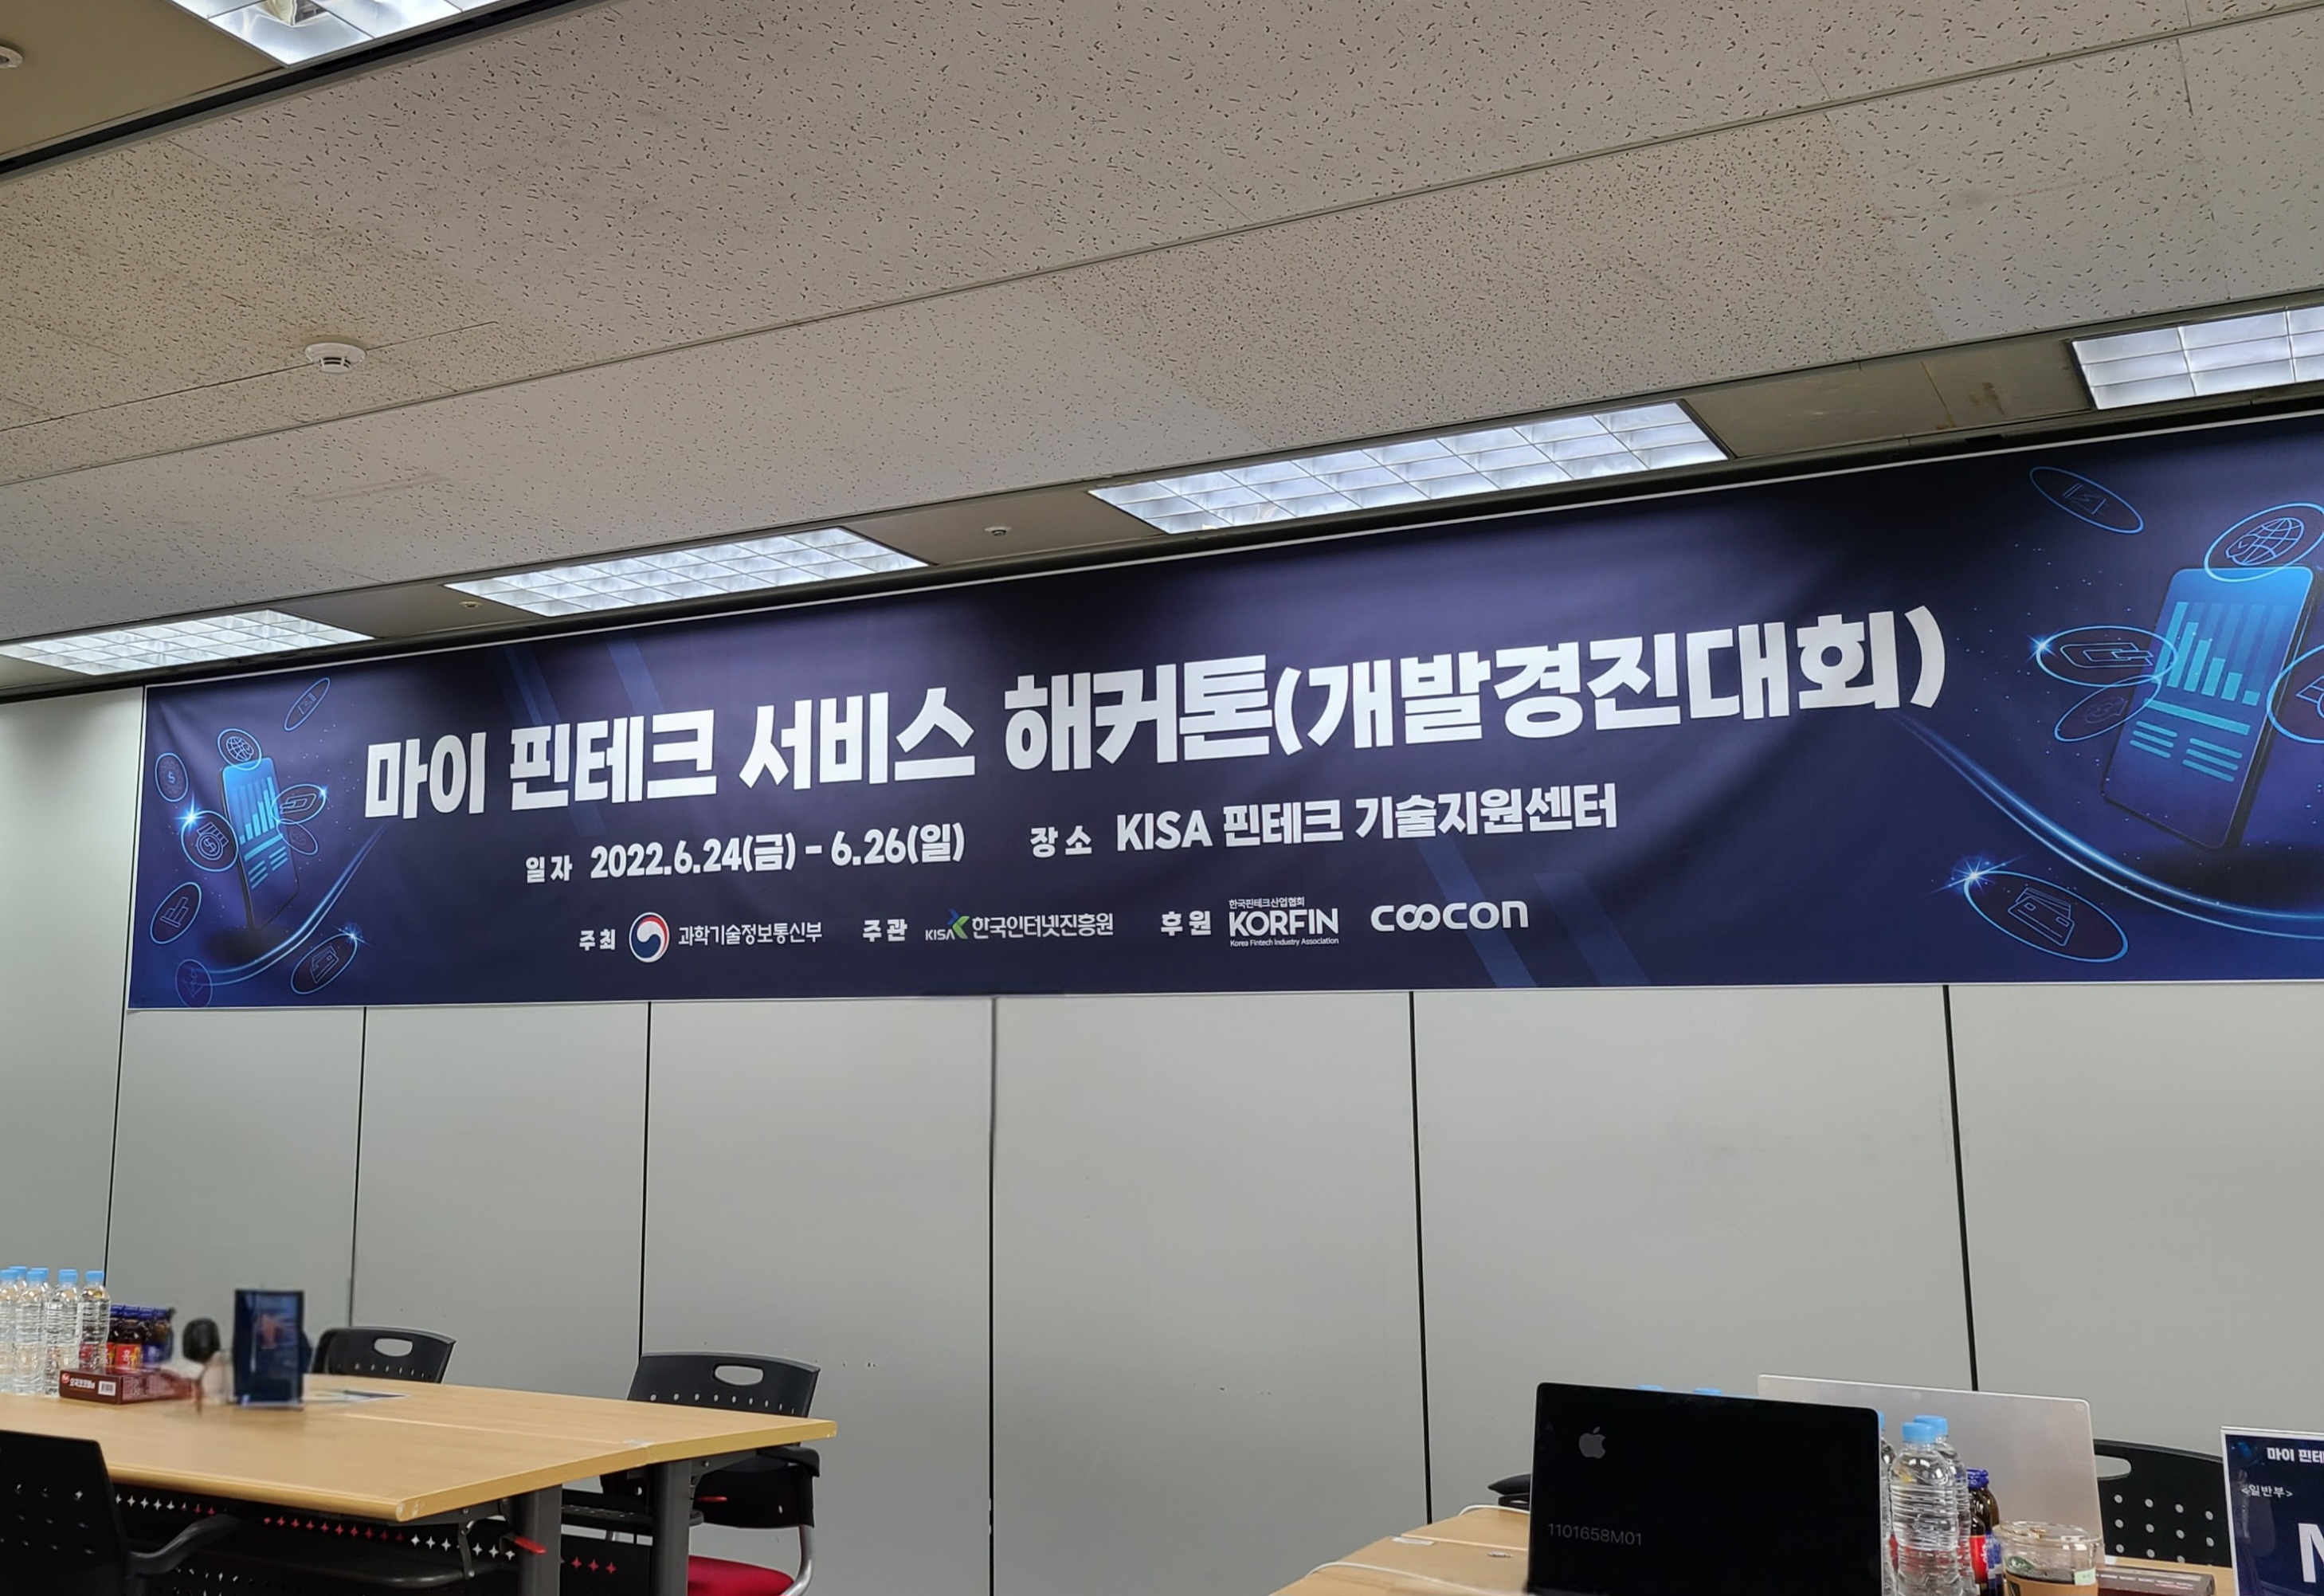 마이 핀테크 서비스 해커톤(개발경진대회)
일자 2022.6.24(금) - 6.26(일) 장소 KISA 핀테크 기술지원센터
주최 과학기술정보통신부 주관 KISA 한국인터넷진흥원 후원 한국핀테크산업협회 KORFIN Korea Fintech Industry Association coocon
1101658M01
마이 핀테
<일반부>